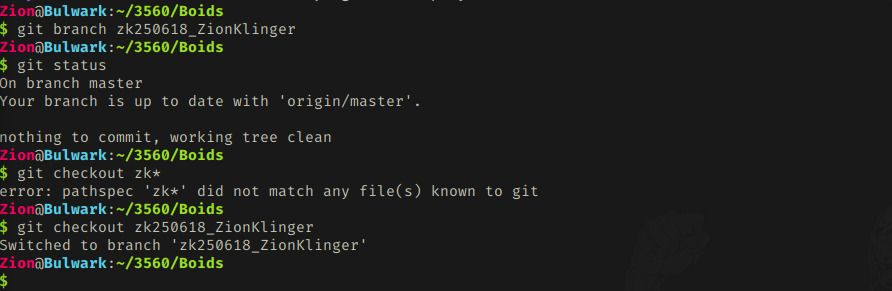 Zion@Bulwark:~/3560/Boids
$ git branch zk250618_ZionKlinger
Zion@Bulwark:~/3560/Boids
$ git status
On branch master
Your branch is up to date with 'origin/master'.
nothing to commit, working tree clean
Zion@Bulwark:~/3560/Boids
$ git checkout zk*
error: pathspec 'zk*' did not match any file(s) known to git
Zion@Bulwark:~/3560/Boids
$ git checkout zk250618_ZionKlinger
Switched to branch 'zk250618_ZionKlinger'
Zion@Bulwark:~/3560/Boids
$